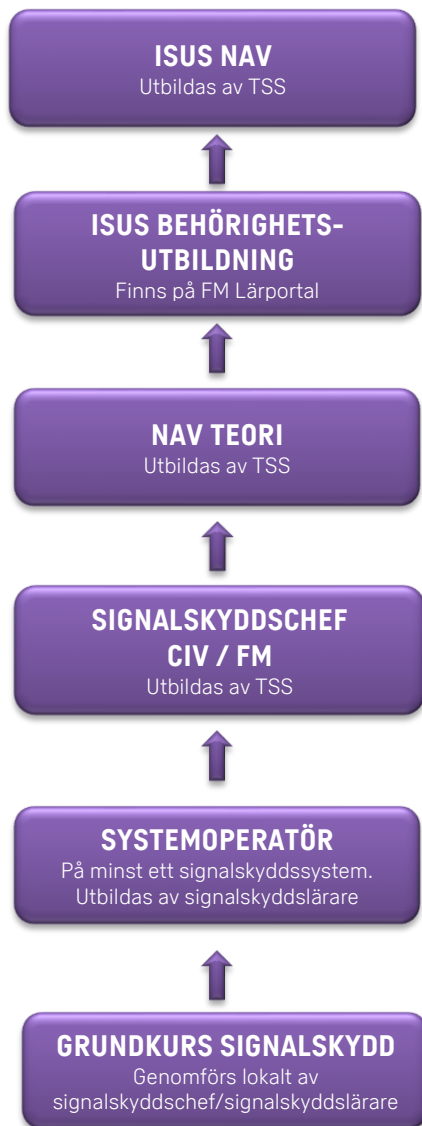 ISUS NAV
Utbildas av TSS
ISUS BEHÖRIGHETS-
UTBILDNING
Finns på FM Lärportal
NAV TEORI
Utbildas av TSS
SIGNALSKYDDSCHEF
CIV / FM
Utbildas av TSS
SYSTEMOPERATÖR
På minst ett signalskyddssystem.
Utbildas av signalskyddslärare
GRUNDKURS SIGNALSKYDD
Genomförs lokalt av
signalskyddschef/signalskyddslärare